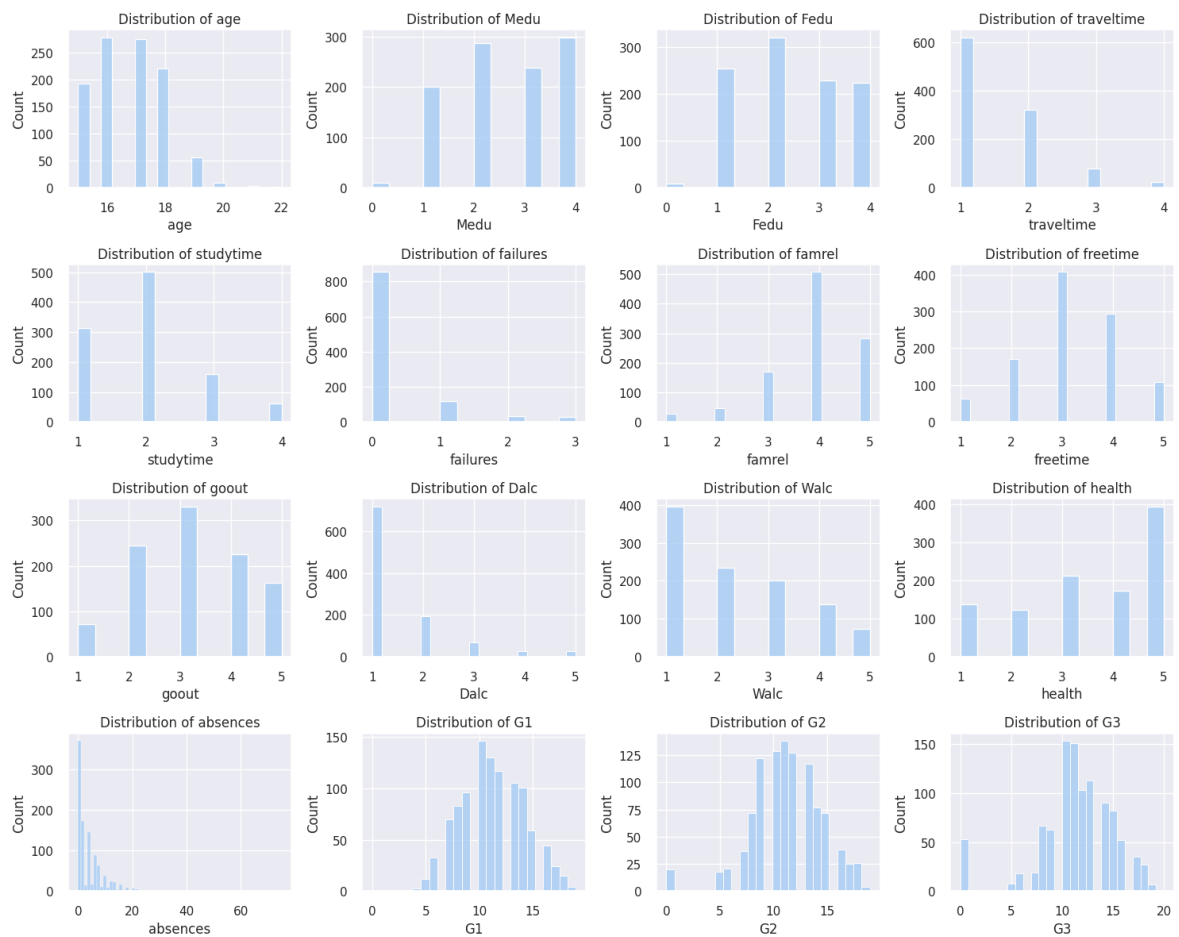 Distribution of age
Count
250
200
150
100
50
0
16 18 20 22
age
Distribution of Medu
Count
300
200
100
0
0 1 2 3 4
Medu
Distribution of Fedu
Count
300
200
100
0
0 1 2 3 4
Fedu
Distribution of traveltime
Count
600
400
200
0
1 2 3 4
traveltime
Distribution of studytime
Count
500
400
300
200
100
0
1 2 3 4
studytime
Distribution of failures
Count
800
600
400
200
0
0 1 2 3
failures
Distribution of famrel
Count
500
400
300
200
100
0
1 2 3 4 5
famrel
Distribution of freetime
Count
400
300
200
100
0
1 2 3 4 5
freetime
Distribution of goout
Count
300
200
100
0
1 2 3 4 5
goout
Distribution of Dalc
Count
600
400
200
0
1 2 3 4 5
Dalc
Distribution of Walc
Count
400
300
200
100
0
1 2 3 4 5
Walc
Distribution of health
Count
400
300
200
100
0
1 2 3 4 5
health
Distribution of absences
Count
300
200
100
0
0 20 40 60
absences
Distribution of G1
Count
150
100
50
0
0 5 10 15
G1
Distribution of G2
Count
125
100
75
50
25
0
0 5 10 15
G2
Distribution of G3
Count
150
100
50
0
0 5 10 15 20
G3